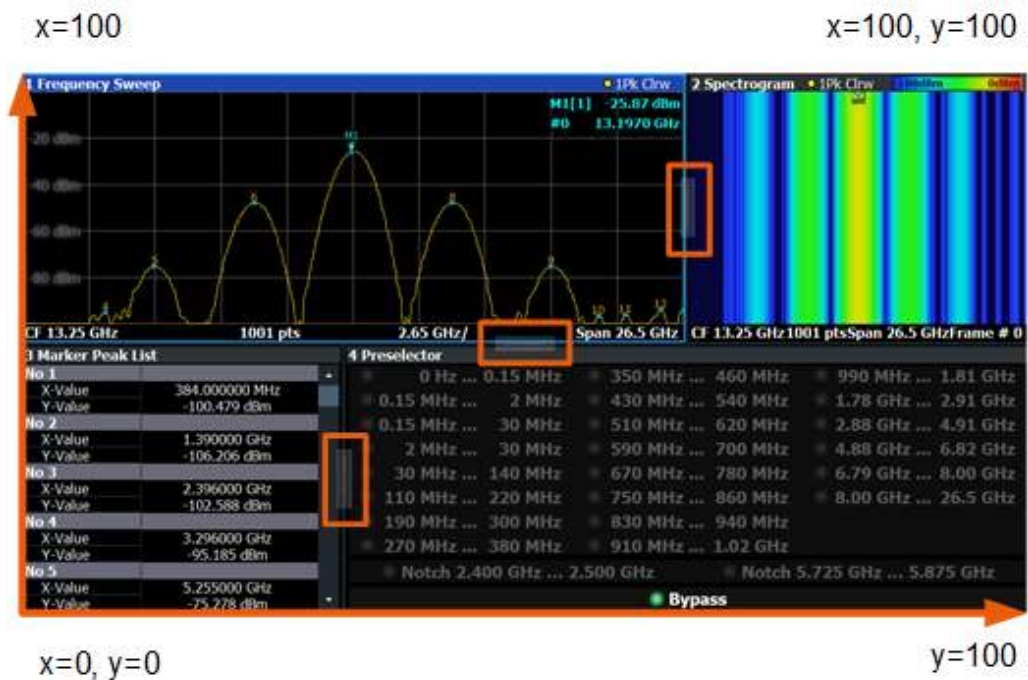 x=100
x=100, y=100
1 Frequency Sweep
1Pk Clrw
2 Spectrogram
1Pk Clrw
M1[1] -25.87 dBm
#0 13.1970 GHz
M1
-20 dBm
-40 dBm
-60 dBm
-80 dBm
CF 13.25 GHz
1001 pts
2.65 GHz/
Span 26.5 GHz
CF 13.25 GHz 1001 pts Span 26.5 GHz Frame # 0
3 Marker Peak List
4 Preselector
No 1
X-Value 384.000000 MHz
Y-Value -100.479 dBm
No 2
X-Value 1.390000 GHz
Y-Value -106.206 dBm
No 3
X-Value 2.396000 GHz
Y-Value -102.588 dBm
No 4
X-Value 3.296000 GHz
Y-Value -95.185 dBm
No 5
X-Value 5.255000 GHz
Y-Value -75.278 dBm
0 Hz ... 0.15 MHz 350 MHz ... 460 MHz 990 MHz ... 1.81 GHz
0.15 MHz ... 2 MHz 430 MHz ... 540 MHz 1.78 GHz ... 2.91 GHz
0.15 MHz ... 30 MHz 510 MHz ... 620 MHz 2.88 GHz ... 4.91 GHz
2 MHz ... 30 MHz 590 MHz ... 700 MHz 4.88 GHz ... 6.82 GHz
30 MHz ... 140 MHz 670 MHz ... 780 MHz 6.79 GHz ... 8.00 GHz
110 MHz ... 220 MHz 750 MHz ... 860 MHz 8.00 GHz ... 26.5 GHz
190 MHz ... 300 MHz 830 MHz ... 940 MHz
270 MHz ... 380 MHz 910 MHz ... 1.02 GHz
Notch 2.400 GHz ... 2.500 GHz Notch 5.725 GHz ... 5.875 GHz
Bypass
x=0, y=0
y=100